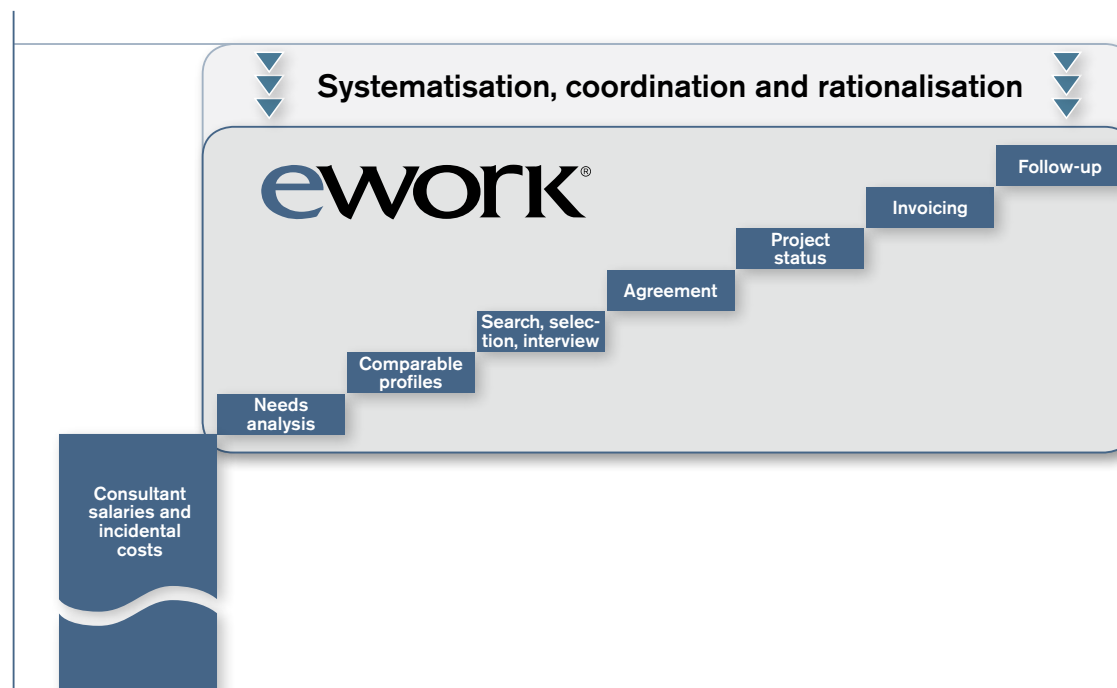 Systematisation, coordination and rationalisation
ework®
Follow-up
Invoicing
Project
status
Agreement
Search, selec-
tion, interview
Comparable
profiles
Needs
analysis
Consultant
salaries and
incidental
costs